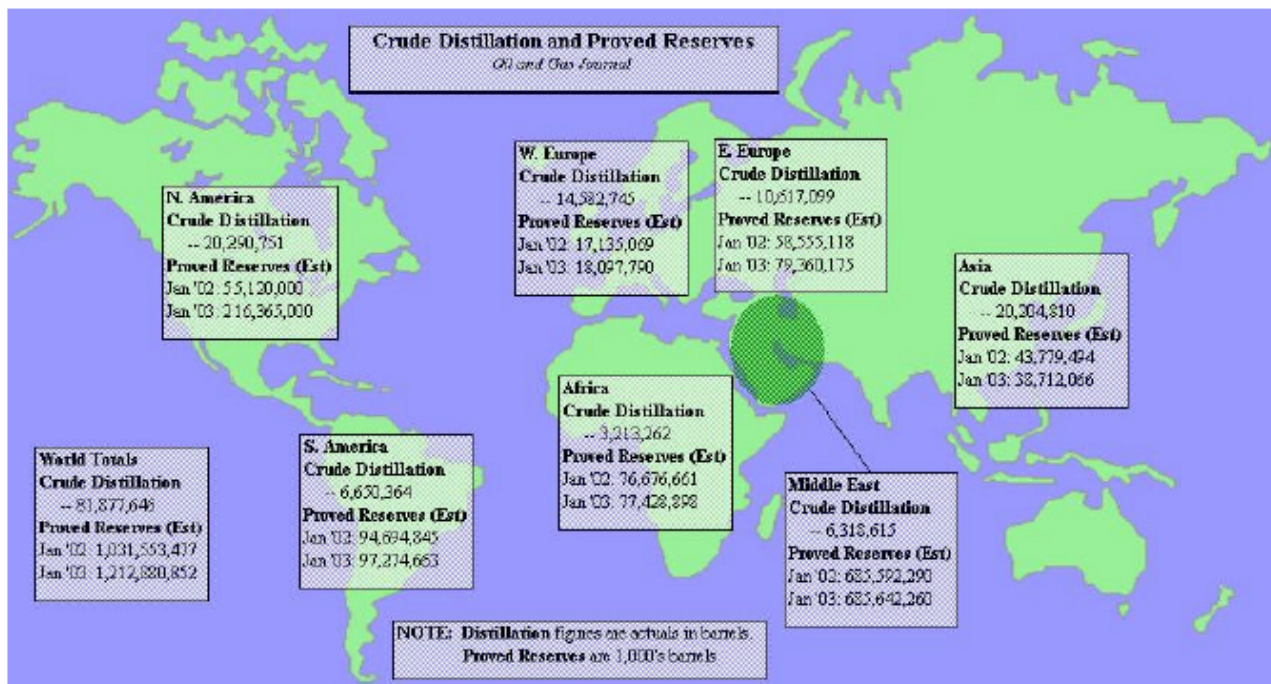 Crude Distillation and Proved Reserves
Oil and Gas Journal
W. Europe
Crude Distillation
-- 14,582,745
Proved Reserves (Est)
Jan '02: 17,135,069
Jan '03: 18,097,790
E. Europe
Crude Distillation
-- 10,617,099
Proved Reserves (Est)
Jan '02: 58,555,118
Jan '03: 79,360,175
N. America
Crude Distillation
-- 20,290,751
Proved Reserves (Est)
Jan '02: 55,120,000
Jan '03: 216,365,000
Asia
Crude Distillation
-- 20,204,810
Proved Reserves (Est)
Jan '02: 43,779,494
Jan '03: 38,712,066
Africa
Crude Distillation
-- 3,213,262
Proved Reserves (Est)
Jan '02: 76,676,661
Jan '03: 77,428,898
S. America
Crude Distillation
-- 6,650,364
Proved Reserves (Est)
Jan '02: 94,694,845
Jan '03: 97,274,663
World Totals
Crude Distillation
-- 81,877,646
Proved Reserves (Est)
Jan '02: 1,031,553,477
Jan '03: 1,212,880,852
Middle East
Crude Distillation
-- 6,318,615
Proved Reserves (Est)
Jan '02: 685,592,290
Jan '03: 685,642,260
NOTE: Distillation figures are actuals in barrels.
Proved Reserves are 1,000's barrels